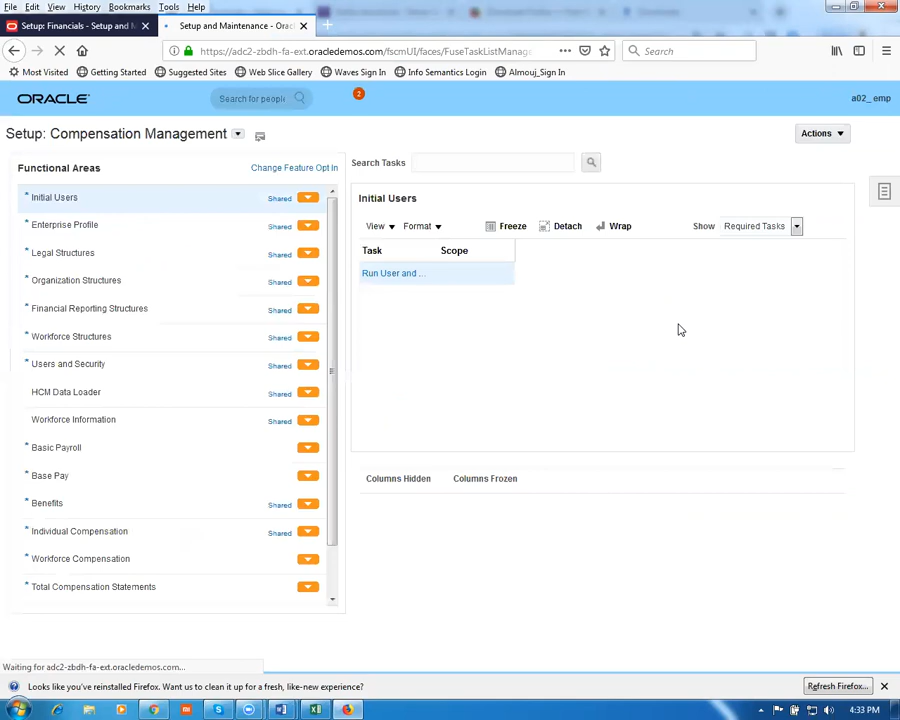 File Edit View History Bookmarks Tools Help
Setup: Financials - Setup and M
Setup and Maintenance - Orac
https://adc2-zbdh-fa-ext.oracledemos.com/fscmUI/faces/FuseTaskListManag
Search
Most Visited Getting Started Suggested Sites Web Slice Gallery Waves Sign In Info Semantics Login Almouj_Sign In
ORACLE
Search for people
2
a02_emp
Setup: Compensation Management
Actions
Functional Areas
Change Feature Opt In
Search Tasks
Initial Users Shared
Enterprise Profile Shared
Legal Structures Shared
Organization Structures Shared
Financial Reporting Structures Shared
Workforce Structures Shared
Users and Security Shared
HCM Data Loader Shared
Workforce Information Shared
Basic Payroll
Base Pay
Benefits Shared
Individual Compensation Shared
Workforce Compensation
Total Compensation Statements
Initial Users
View Format Freeze Detach Wrap Show Required Tasks
Task Scope
Run User and ...
Columns Hidden Columns Frozen
Waiting for adc2-zbdh-fa-ext.oracledemos.com...
Looks like you've reinstalled Firefox. Want us to clean it up for a fresh, like-new experience?
Refresh Firefox...
4:33 PM